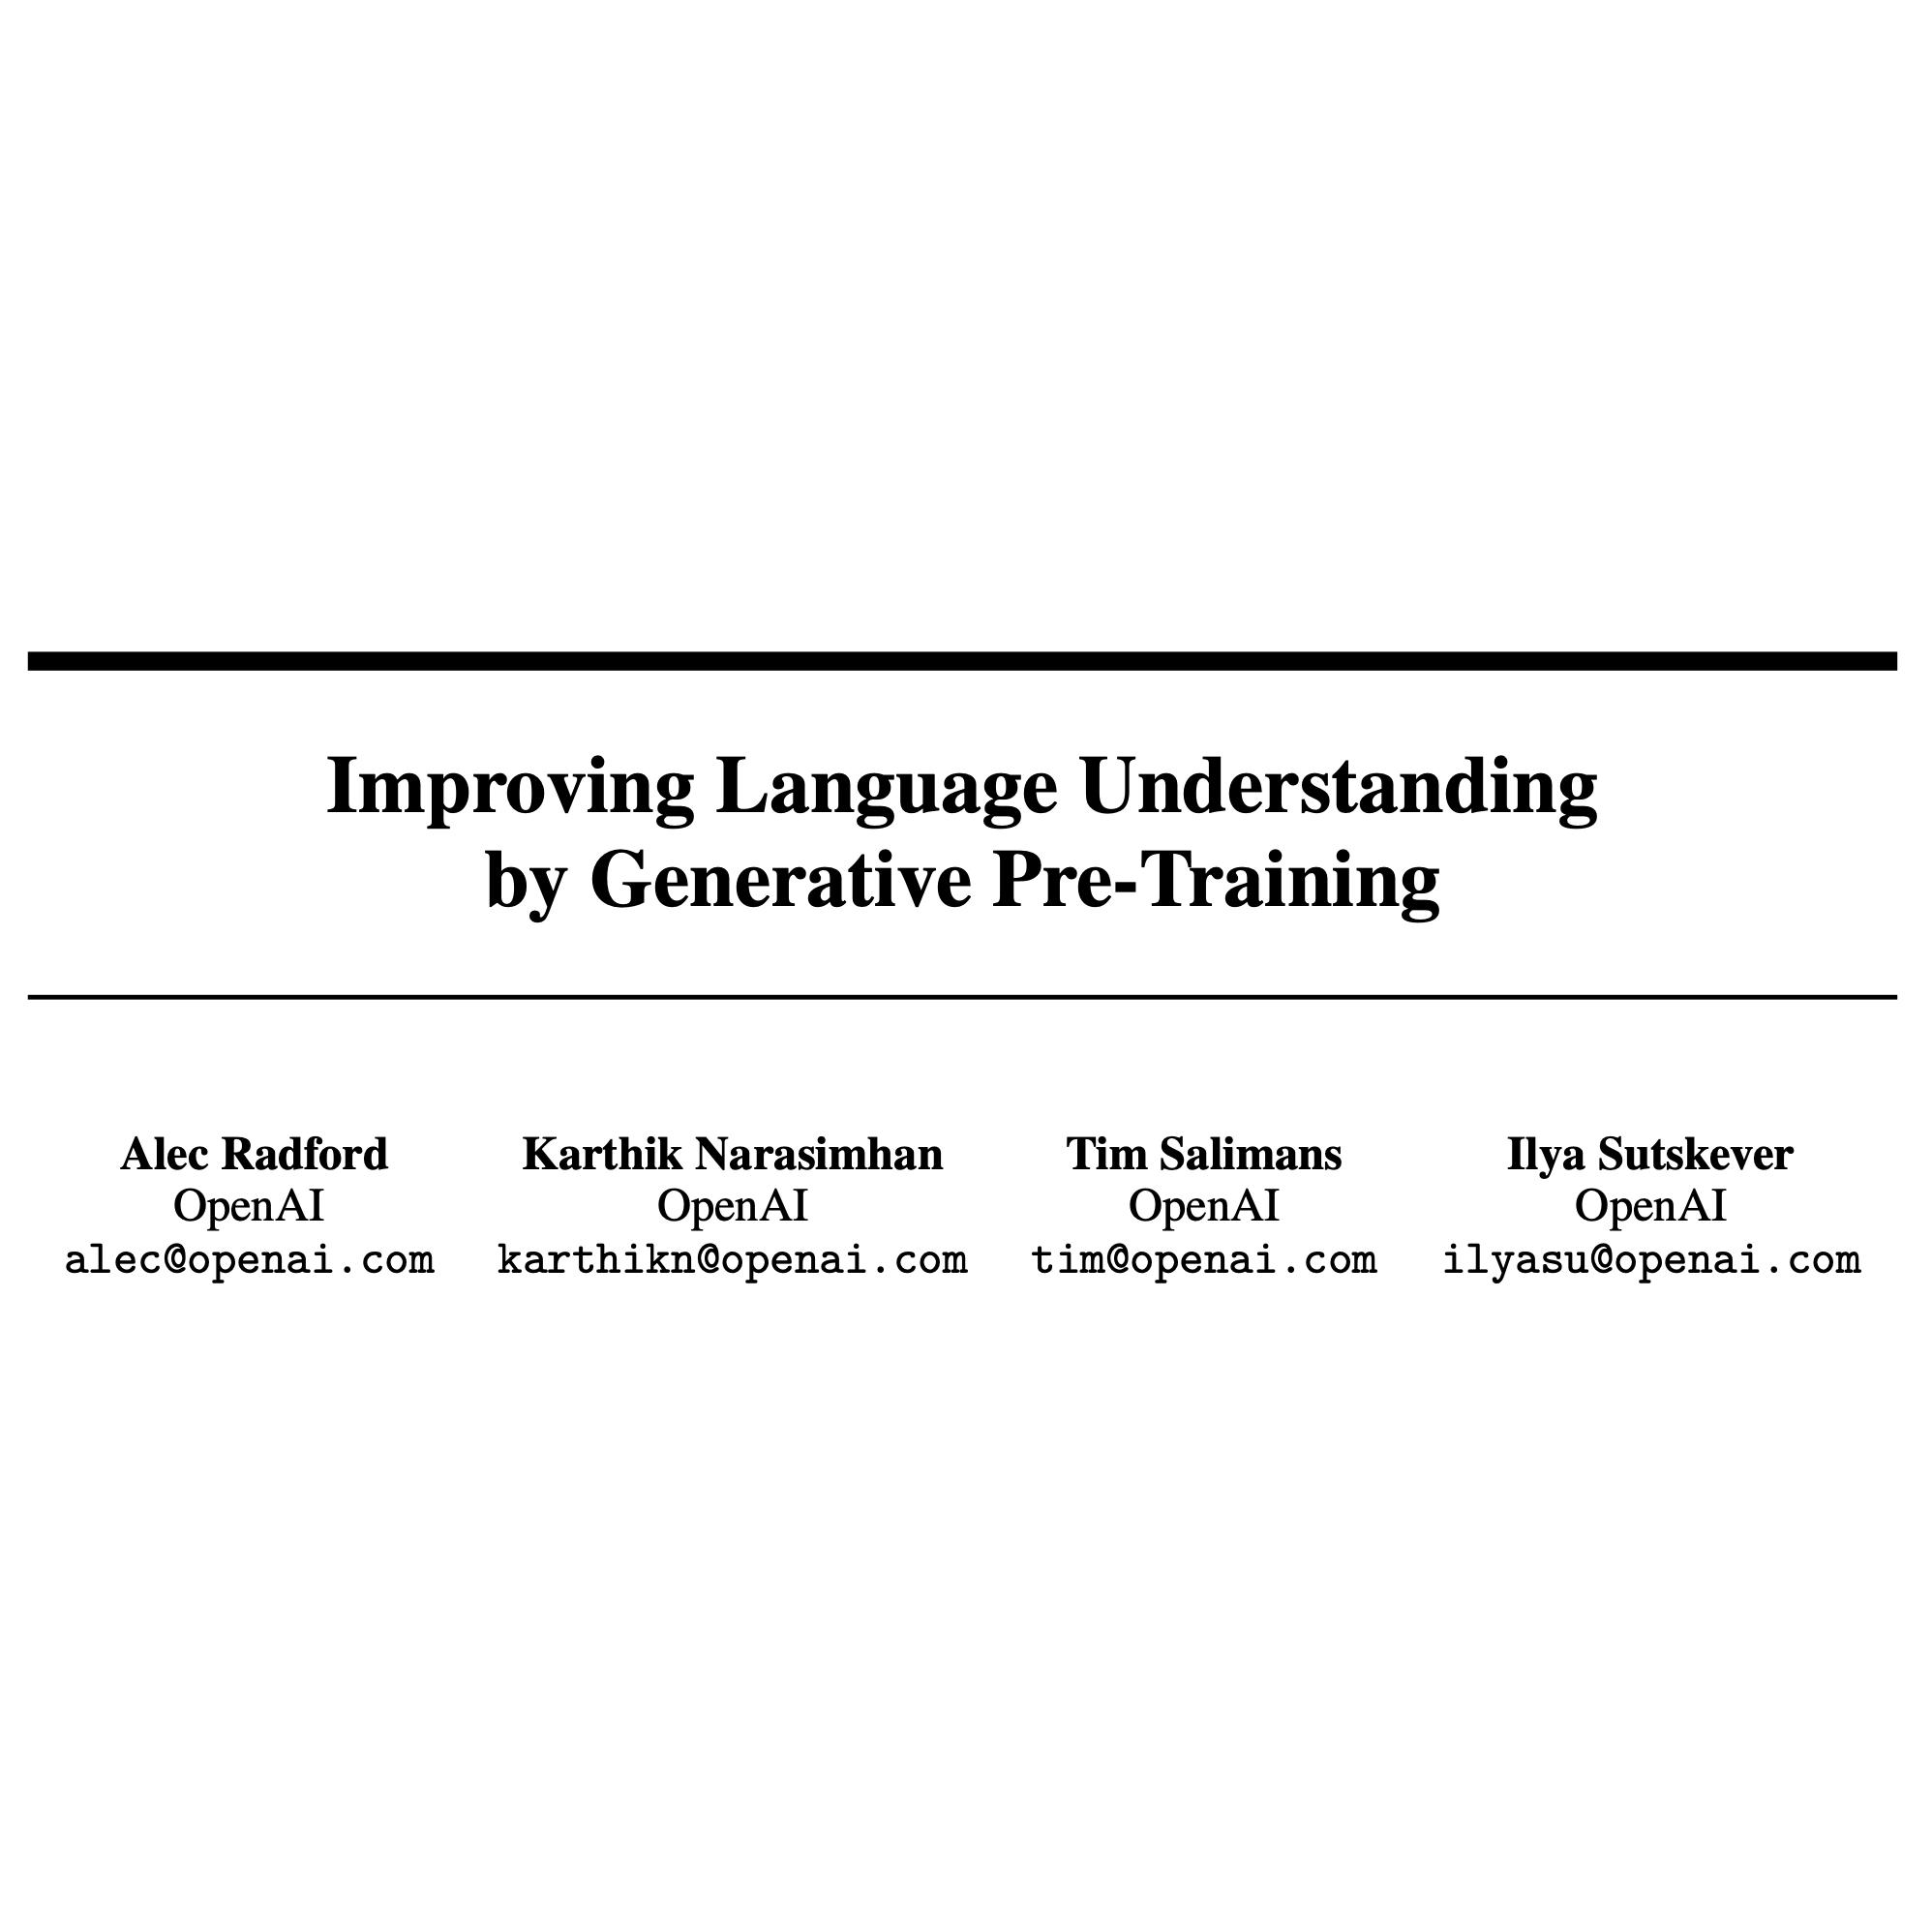 Improving Language Understanding
by Generative Pre-Training
Alec Radford
OpenAI
alec@openai.com
Karthik Narasimhan
OpenAI
karthikn@openai.com
Tim Salimans
OpenAI
tim@openai.com
Ilya Sutskever
OpenAI
ilyasu@openai.com